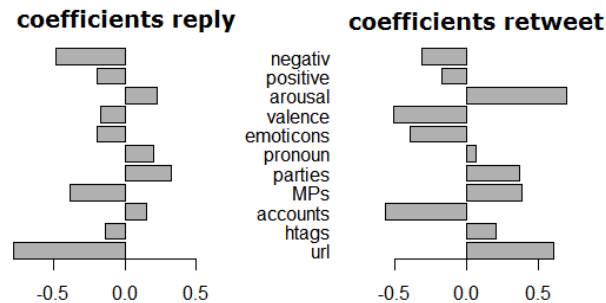 coefficients reply coefficients retweet
negativ
positive
arousal
valence
emoticons
pronoun
parties
MPs
accounts
htags
url
-0.5 0.0 0.5 -0.5 0.0 0.5